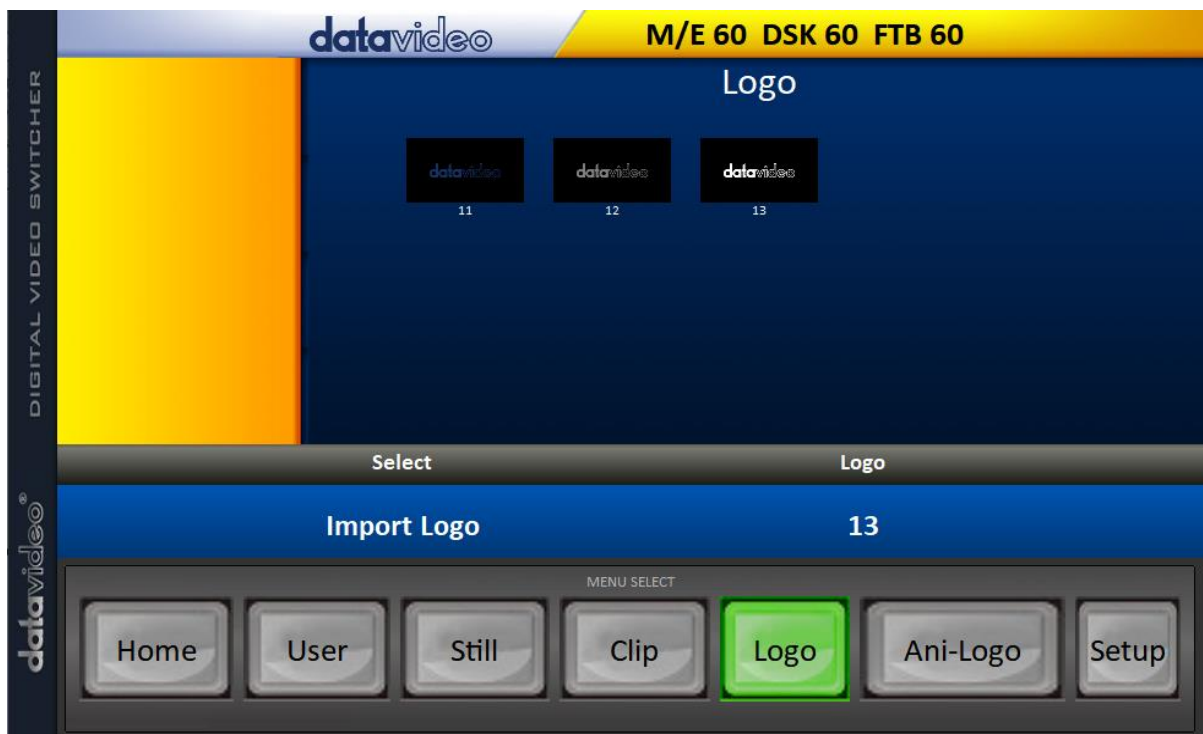 datavideo
M/E 60 DSK 60 FTB 60
DIGITAL VIDEO SWITCHER
datavideo®
Logo
datavideo
datavideo
datavideo
11
12
13
Select
Logo
Import Logo
13
MENU SELECT
Home
User
Still
Clip
Logo
Ani-Logo
Setup